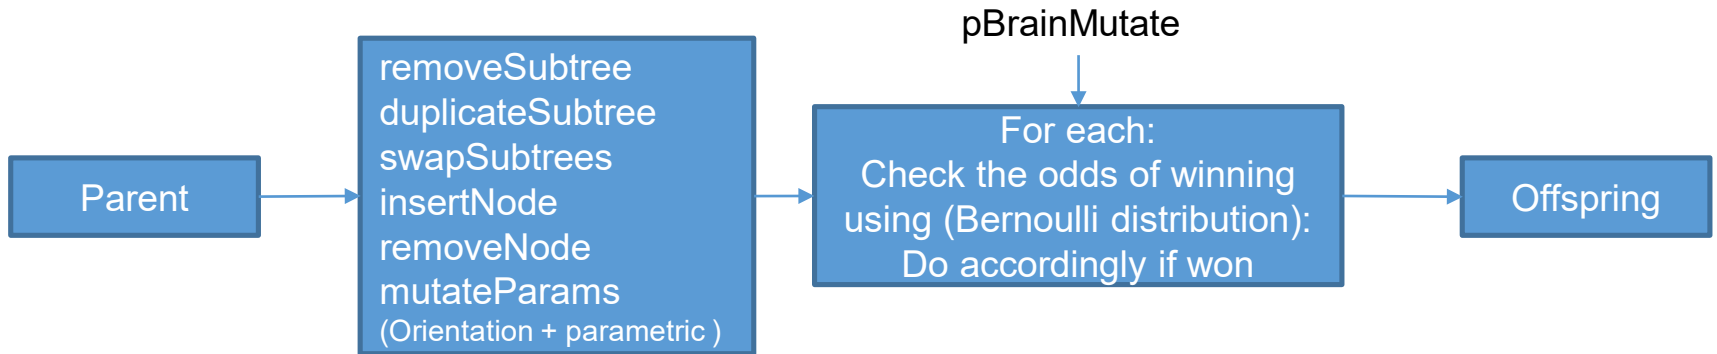 pBrainMutate
Parent
removeSubtree
duplicateSubtree
swapSubtrees
insertNode
removeNode
mutateParams
(Orientation + parametric )
For each:
Check the odds of winning
using (Bernoulli distribution):
Do accordingly if won
Offspring